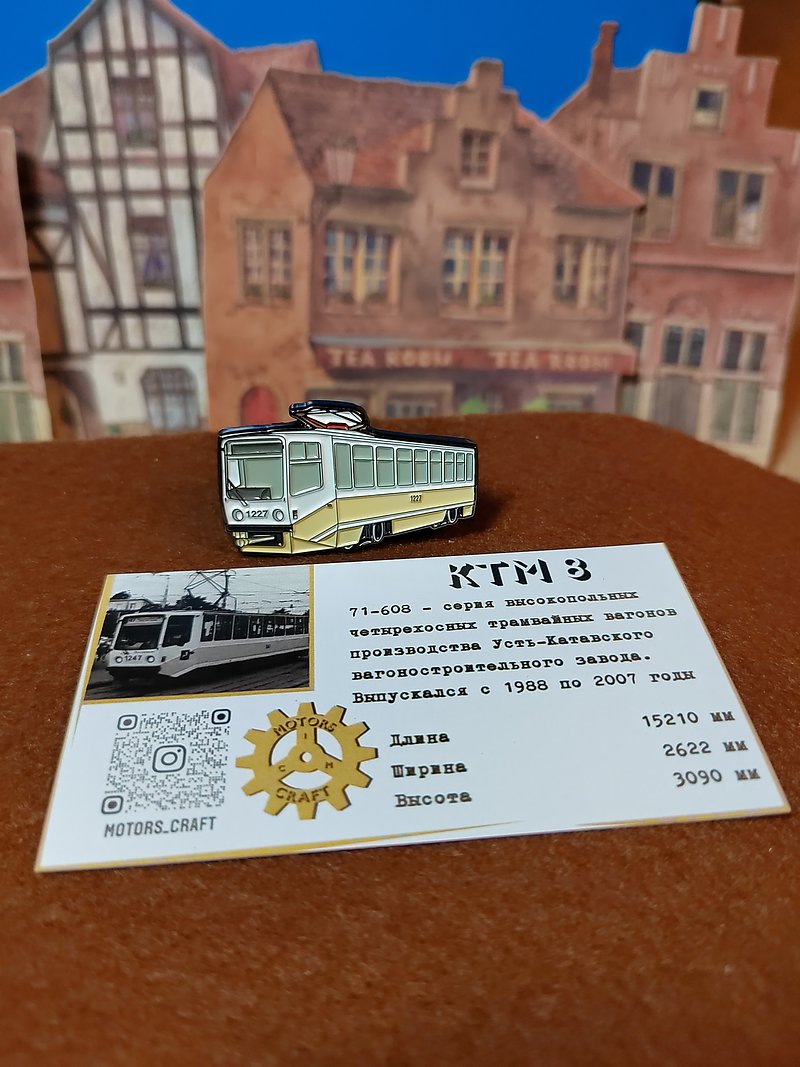 TEA ROOM TEA ROOM
1227
1227
КТМ 8
71-608 – серия высокопольных
четырехосных трамвайных вагонов
производства Усть-Катавского
вагоностроительного завода.
Выпускался с 1988 по 2007 годы
Длина 15210 мм
Ширина 2622 мм
Высота 3090 мм
1247
MOTORS
I
C M
CRAFT
MOTORS_CRAFT